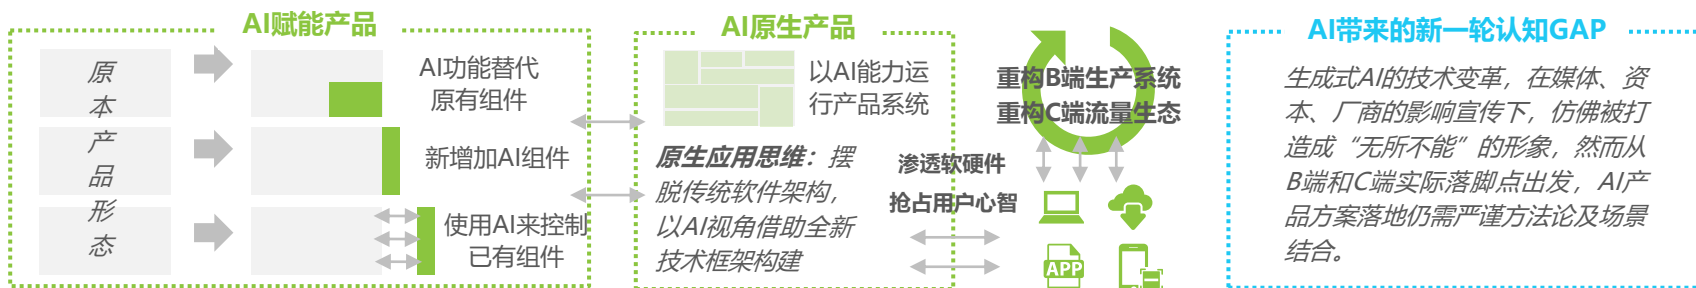 AI赋能产品
原
本
产
品
形
态
AI功能替代
原有组件
新增加AI组件
使用AI来控制
已有组件
AI原生产品
以AI能力运
行产品系统
原生应用思维：摆
脱传统软件架构，
以AI视角借助全新
技术框架构建
重构B端生产系统
重构C端流量生态
渗透软硬件
抢占用户心智
APP
AI带来的新一轮认知GAP
生成式AI的技术变革，在媒体、资
本、厂商的影响宣传下，仿佛被打
造成“无所不能”的形象，然而从
B端和C端实际落脚点出发，AI产
品方案落地仍需严谨方法论及场景
结合。